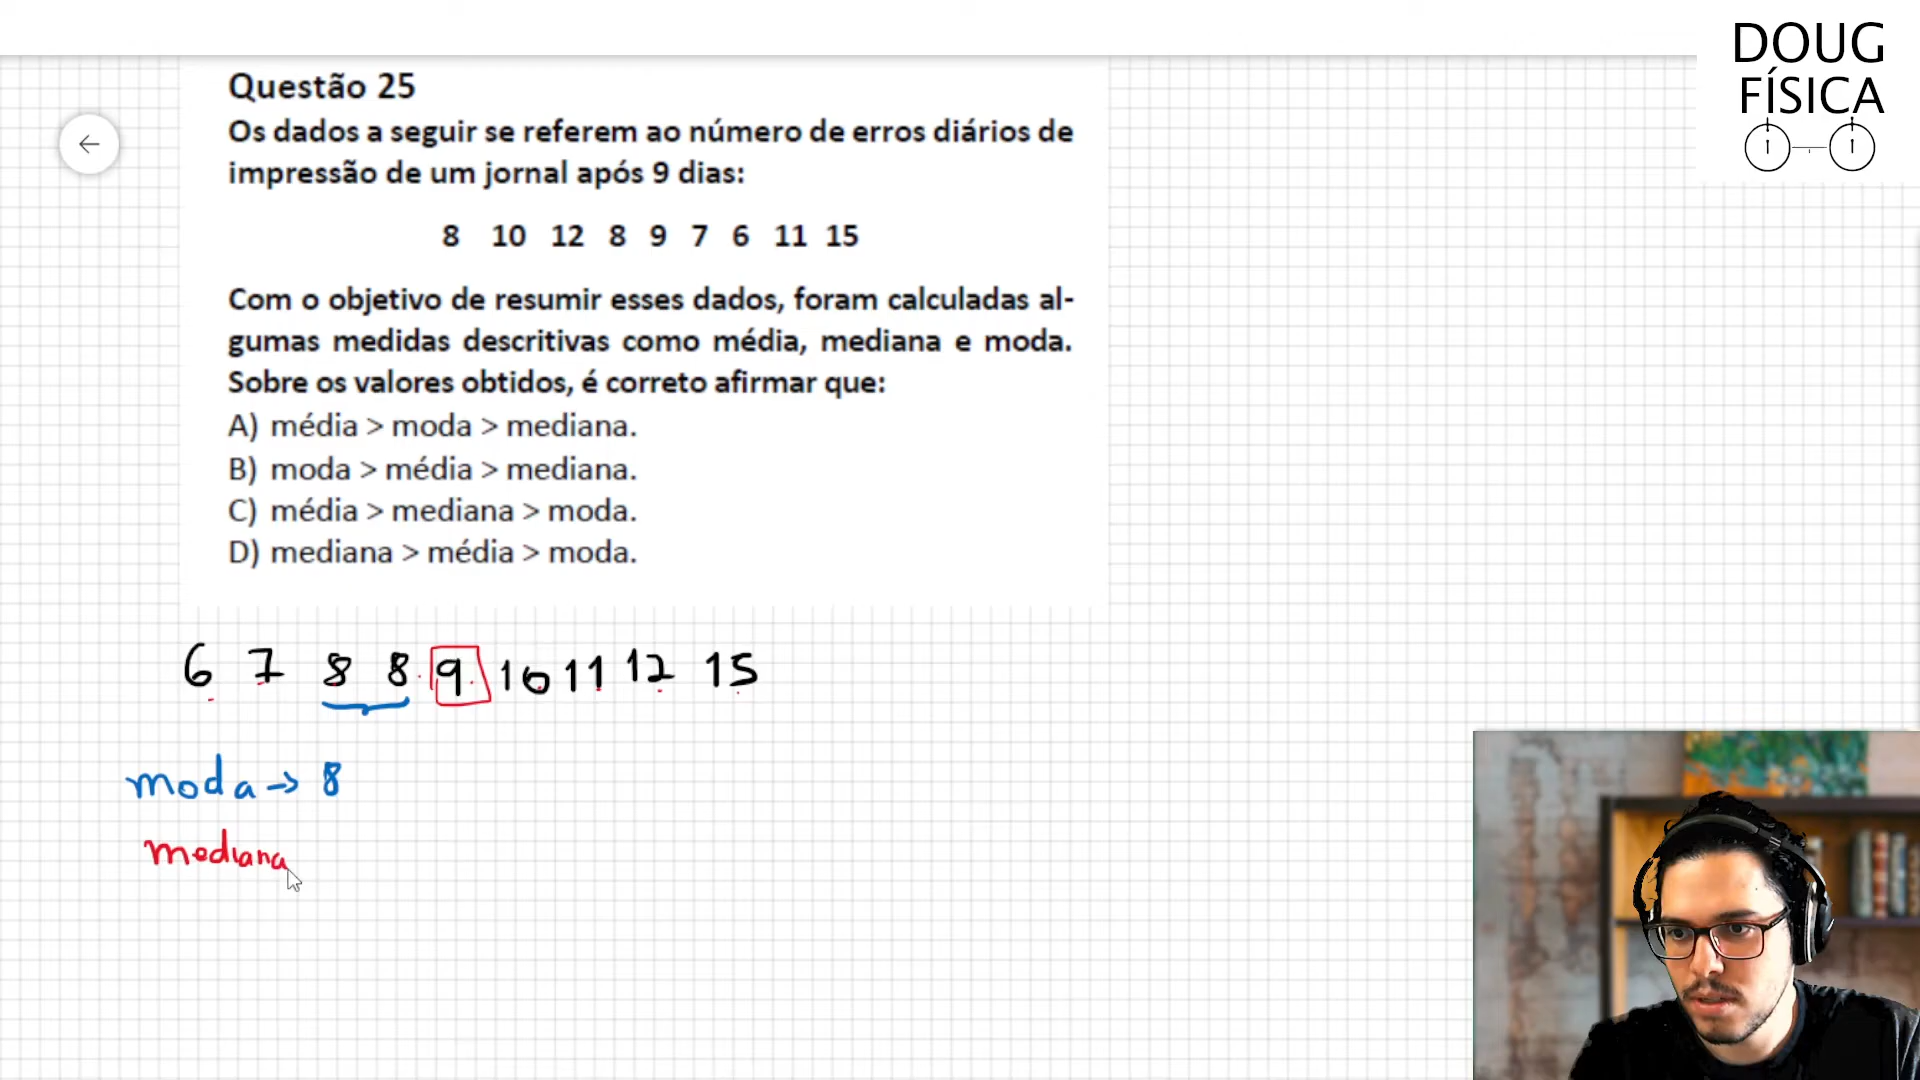 DOUG
FÍSICA
Questão 25
Os dados a seguir se referem ao número de erros diários de
impressão de um jornal após 9 dias:
8 10 12 8 9 7 6 11 15
Com o objetivo de resumir esses dados, foram calculadas al-
gumas medidas descritivas como média, mediana e moda.
Sobre os valores obtidos, é correto afirmar que:
A) média > moda > mediana.
B) moda > média > mediana.
C) média > mediana > moda.
D) mediana > média > moda.
6 7 8 8 9 10 11 12 15
moda → 8
mediana